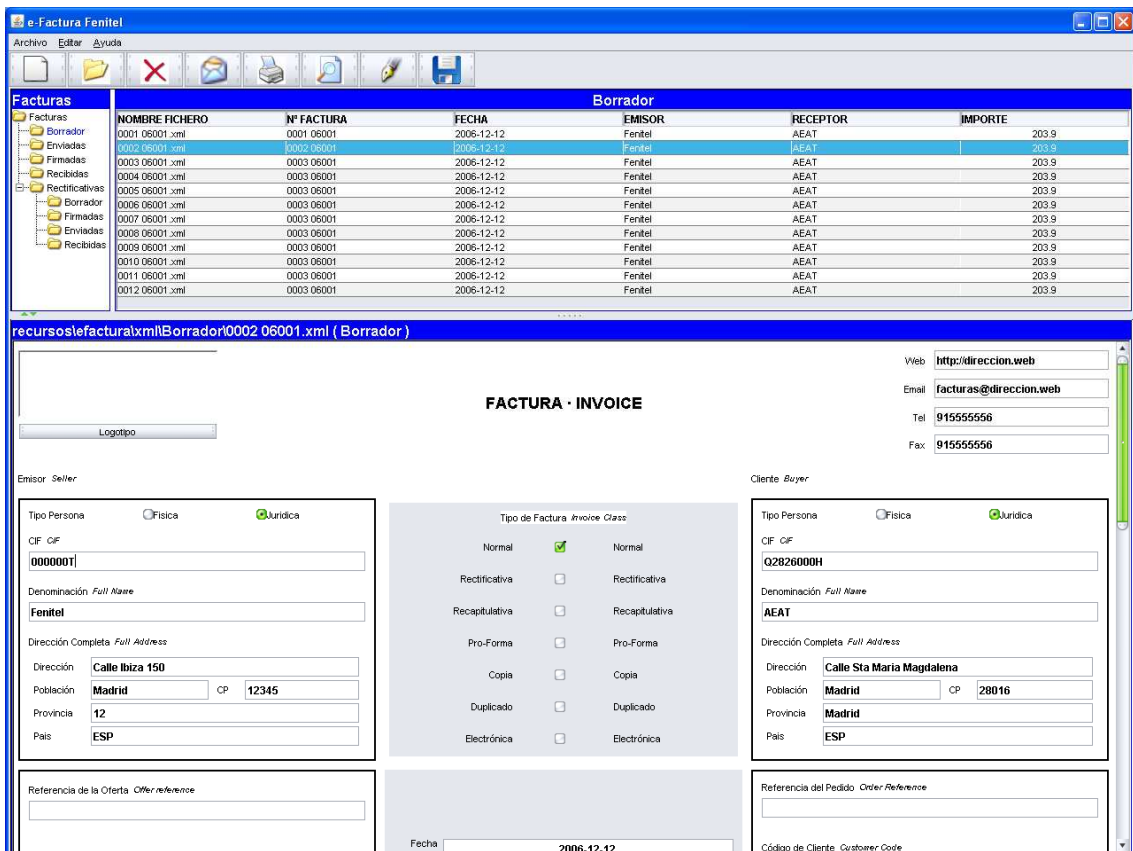 e-Factura Fenitel
Archivo Editar Ayuda
Facturas
Borrador
Facturas
Borrador
Enviadas
Firmadas
Recibidas
Rectificativas
Borrador
Firmadas
Enviadas
Recibidas
NOMBRE FICHERO Nº FACTURA FECHA EMISOR RECEPTOR IMPORTE
0001 06001.xml 0001 06001 2006-12-12 Fenitel AEAT 203.9
0002 06001.xml 0002 06001 2006-12-12 Fenitel AEAT 203.9
0003 06001.xml 0003 06001 2006-12-12 Fenitel AEAT 203.9
0004 06001.xml 0003 06001 2006-12-12 Fenitel AEAT 203.9
0005 06001.xml 0003 06001 2006-12-12 Fenitel AEAT 203.9
0006 06001.xml 0003 06001 2006-12-12 Fenitel AEAT 203.9
0007 06001.xml 0003 06001 2006-12-12 Fenitel AEAT 203.9
0008 06001.xml 0003 06001 2006-12-12 Fenitel AEAT 203.9
0009 06001.xml 0003 06001 2006-12-12 Fenitel AEAT 203.9
0010 06001.xml 0003 06001 2006-12-12 Fenitel AEAT 203.9
0011 06001.xml 0003 06001 2006-12-12 Fenitel AEAT 203.9
0012 06001.xml 0003 06001 2006-12-12 Fenitel AEAT 203.9
recursos\efactura\xml\Borrador\0002 06001.xml ( Borrador )
Logotipo
FACTURA · INVOICE
Web http://direccion.web
Email facturas@direccion.web
Tel 915555556
Fax 915555556
Emisor Seller
Tipo Persona Fisica Juridica
CIF CIF
000000T
Denominación Full Name
Fenitel
Dirección Completa Full Address
Dirección Calle Ibiza 150
Población Madrid CP 12345
Provincia 12
Pais ESP
Referencia de la Oferta Offer reference
Tipo de Factura Invoice Class
Normal Normal
Rectificativa Rectificativa
Recapitulativa Recapitulativa
Pro-Forma Pro-Forma
Copia Copia
Duplicado Duplicado
Electrónica Electrónica
Fecha 2006-12-12
Cliente Buyer
Tipo Persona Fisica Juridica
CIF CIF
Q2826000H
Denominación Full Name
AEAT
Dirección Completa Full Address
Dirección Calle Sta Maria Magdalena
Población Madrid CP 28016
Provincia Madrid
Pais ESP
Referencia del Pedido Order Reference
Código de Cliente Customer Code